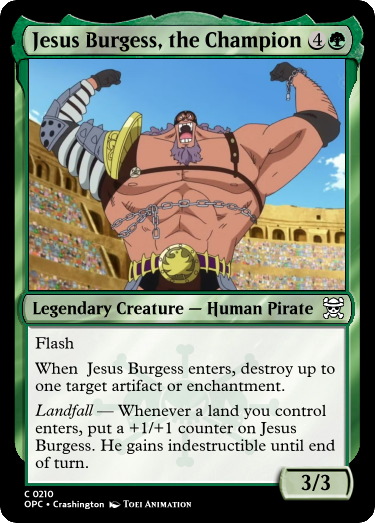 Jesus Burgess, the Champion 4
Legendary Creature — Human Pirate
Flash
When  Jesus Burgess enters, destroy up to
one target artifact or enchantment.
Landfall — Whenever a land you control
enters, put a +1/+1 counter on Jesus
Burgess. He gains indestructible until end
of turn.
3/3
C 0210
OPC • Crashington TOEI ANIMATION